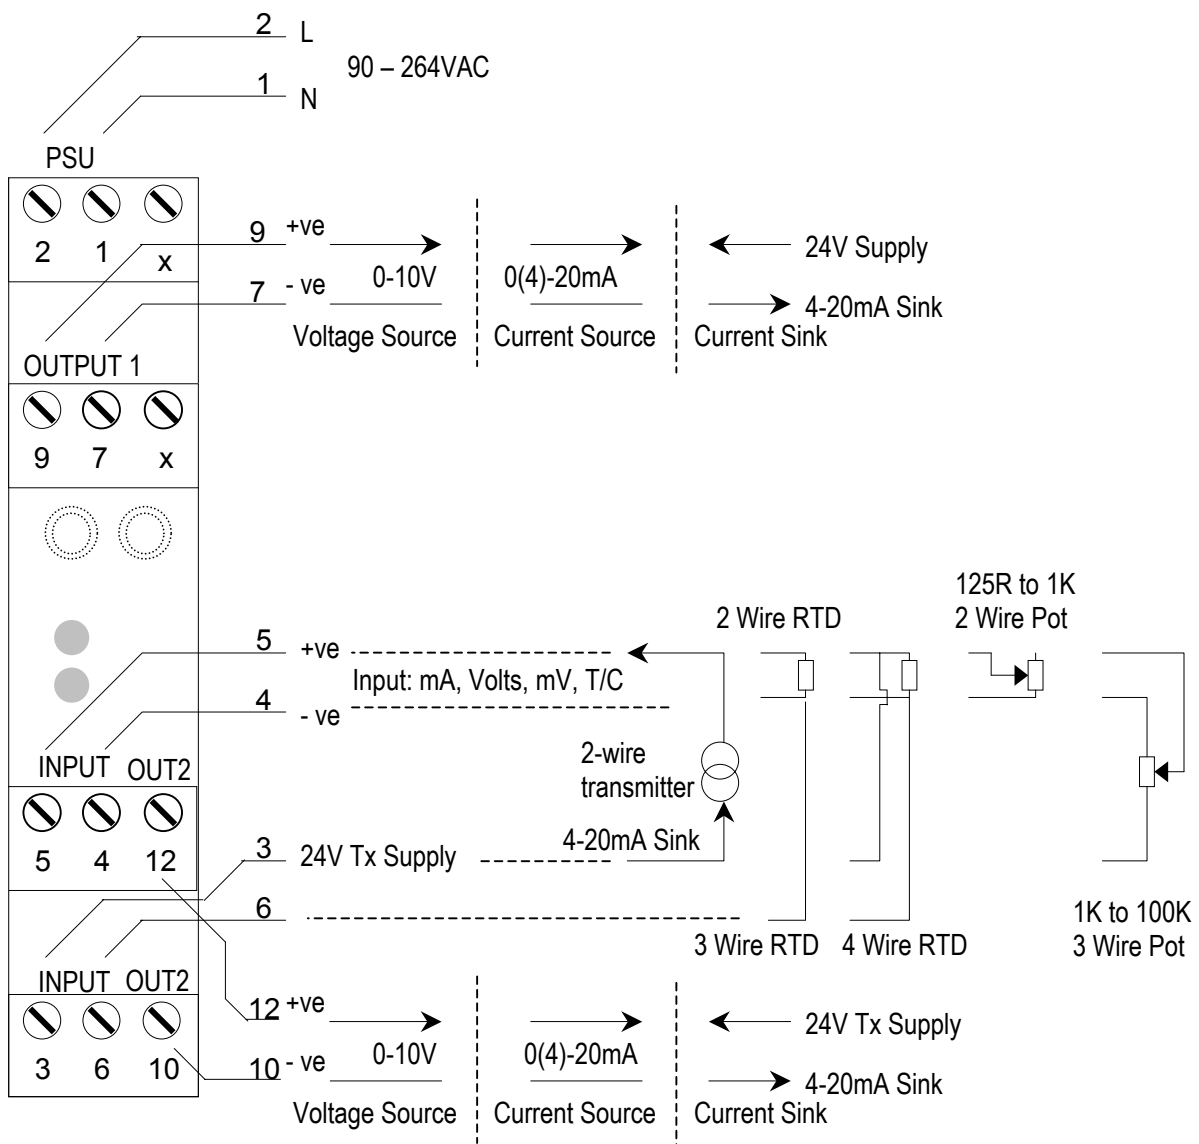 2 L
90 – 264VAC
1 N
PSU
2 1 x
9 +ve
24V Supply
0-10V 0(4)-20mA
7 - ve
4-20mA Sink
Voltage Source Current Source Current Sink
OUTPUT 1
9 7 x
125R to 1K
2 Wire Pot
2 Wire RTD
5 +ve
Input: mA, Volts, mV, T/C
4 - ve
2-wire
transmitter
INPUT OUT2
5 4 12
4-20mA Sink
3 24V Tx Supply
6
1K to 100K
3 Wire Pot
3 Wire RTD 4 Wire RTD
INPUT OUT2
12 +ve
24V Tx Supply
3 6 10
0-10V 0(4)-20mA
10 - ve
4-20mA Sink
Voltage Source Current Source Current Sink